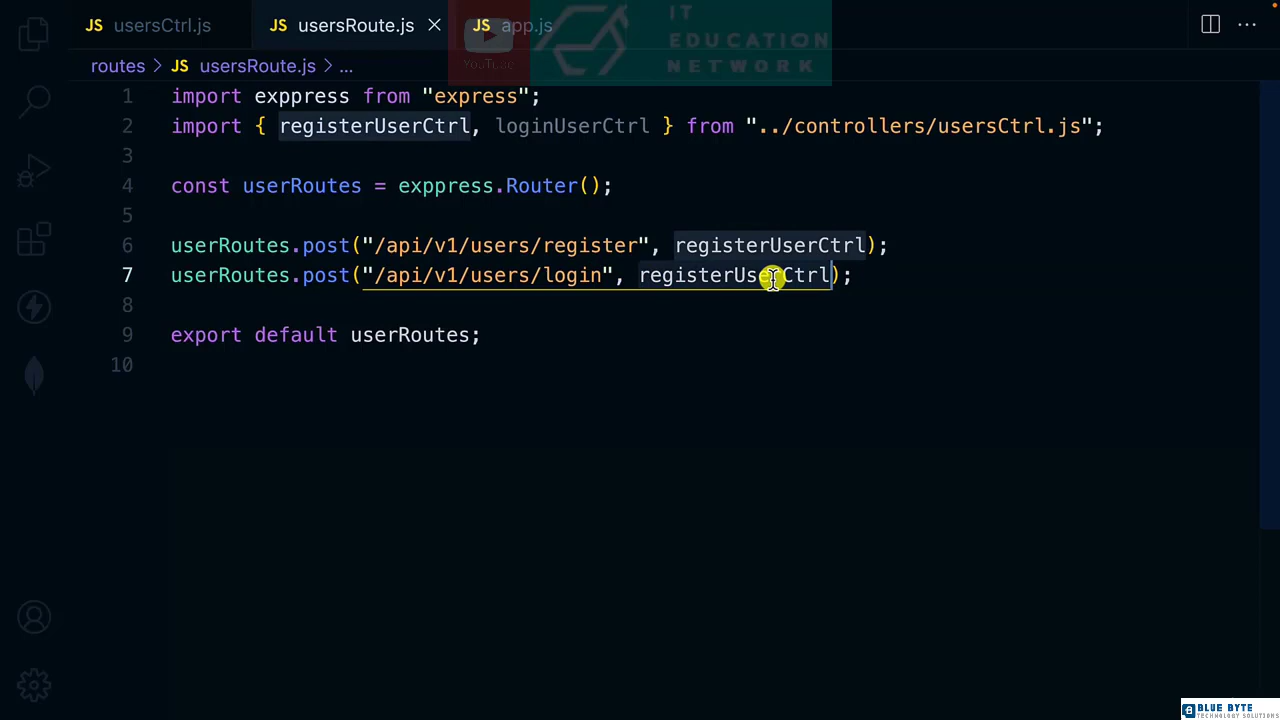 JS usersCtrl.js JS usersRoute.js × JS app.js
YouTube
IT
EDUCATION
NETWORK
routes > JS usersRoute.js > ...
1 import exppress from "express";
2 import { registerUserCtrl, loginUserCtrl } from "../controllers/usersCtrl.js";
3
4 const userRoutes = exppress.Router();
5
6 userRoutes.post("/api/v1/users/register", registerUserCtrl);
7 userRoutes.post("/api/v1/users/login", registerUserCtrl);
8
9 export default userRoutes;
10
BLUE BYTE
TECHNOLOGY SOLUTIONS